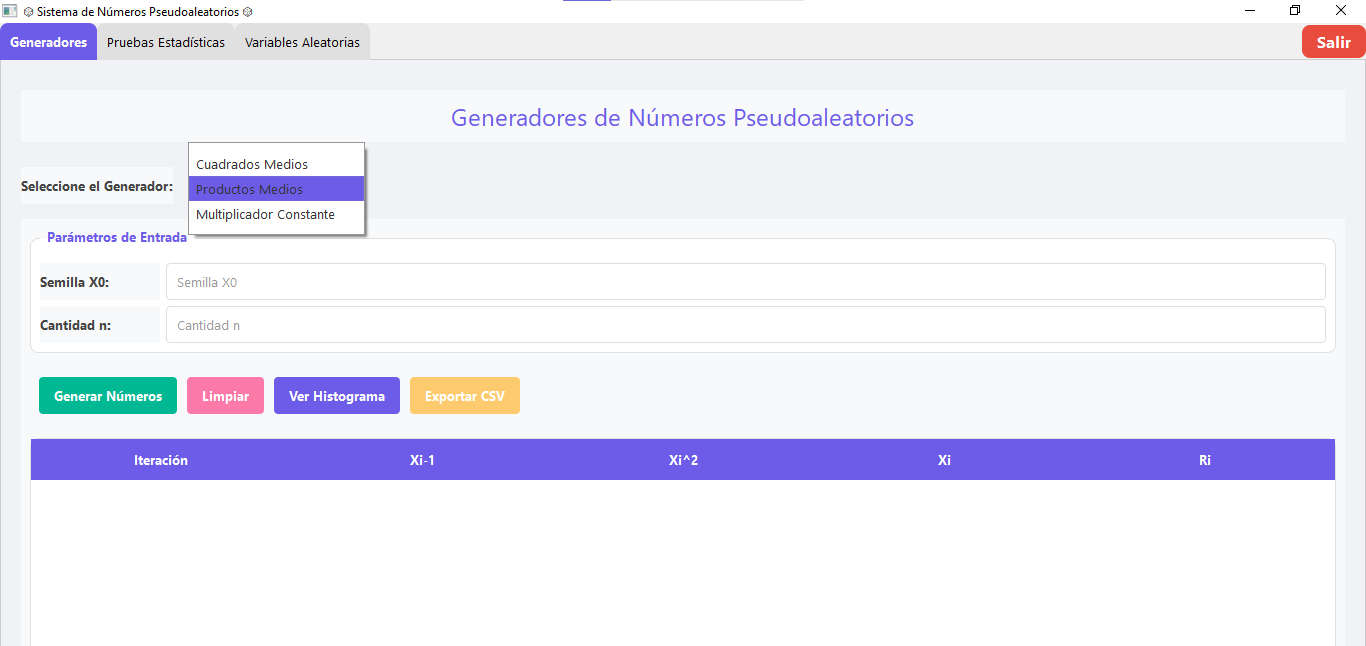 Sistema de Números Pseudoaleatorios
Generadores Pruebas Estadísticas Variables Aleatorias Salir
Generadores de Números Pseudoaleatorios
Cuadrados Medios
Seleccione el Generador: Productos Medios
Multiplicador Constante
Parámetros de Entrada
Semilla X0: Semilla X0
Cantidad n: Cantidad n
Generar Números Limpiar Ver Histograma Exportar CSV
Iteración Xi-1 Xi^2 Xi Ri